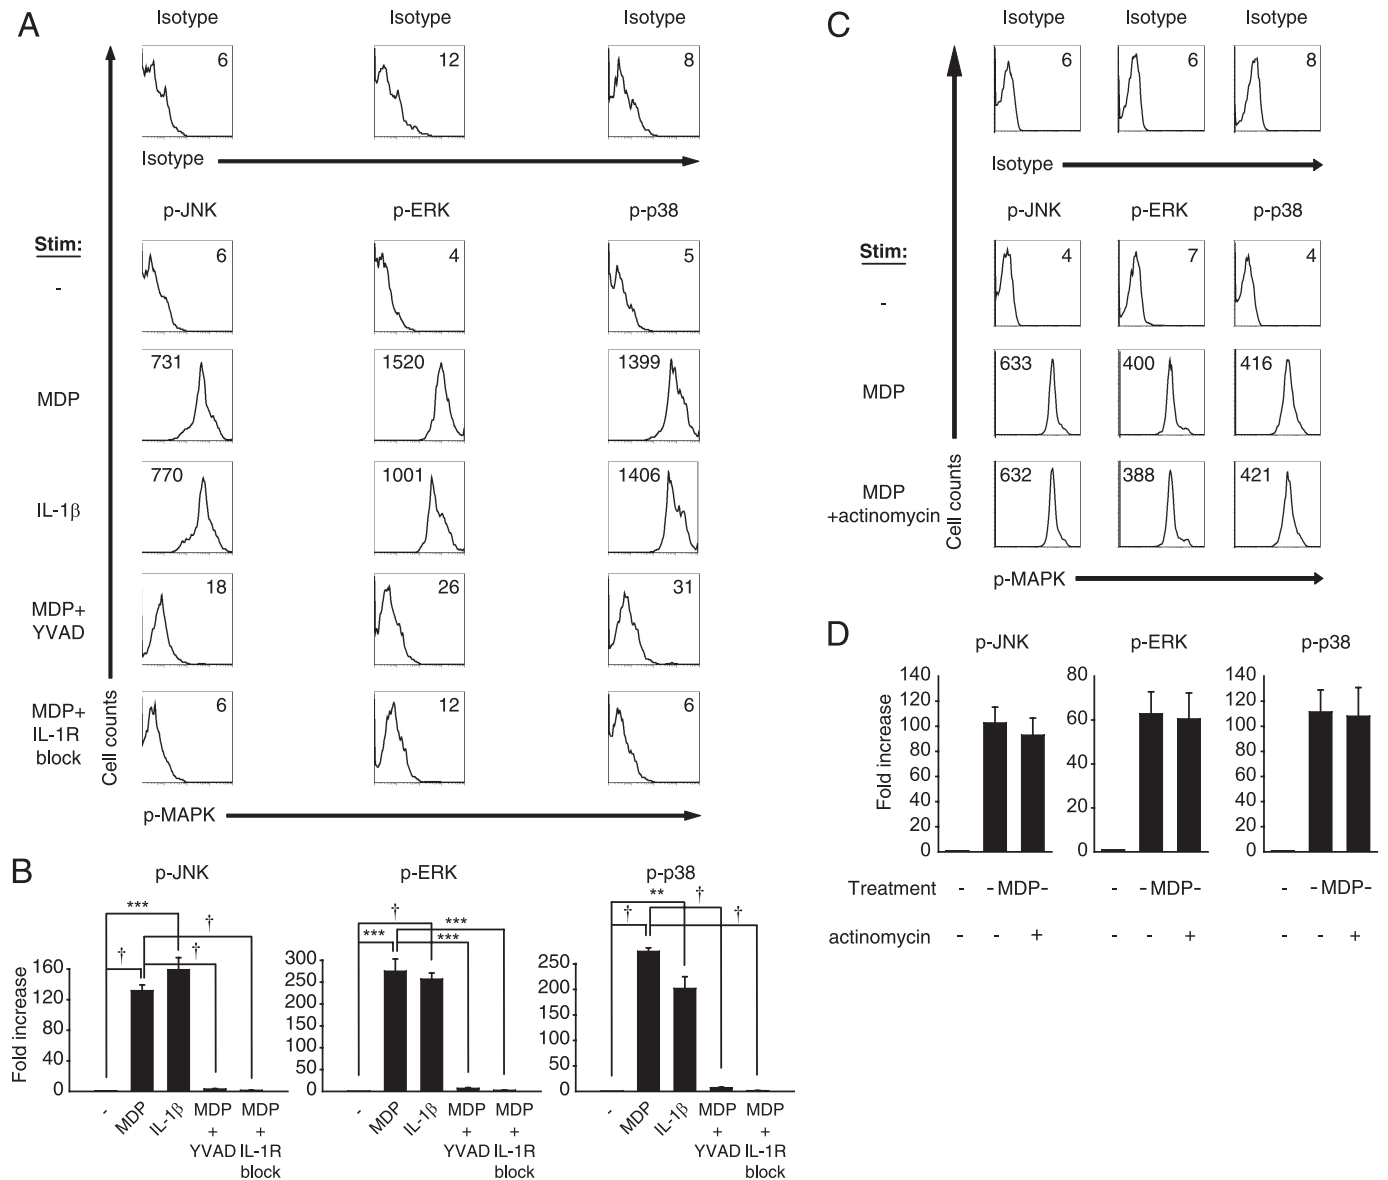 A
Isotype Isotype Isotype
6 12 8
Isotype
p-JNK p-ERK p-p38
Stim:
- 6 4 5
MDP 731 1520 1399
IL-1β 770 1001 1406
MDP+
YVAD
18 26 31
MDP+
IL-1R
block
6 12 6
Cell counts
p-MAPK
B
p-JNK p-ERK p-p38
Fold increase
160
120
80
40
0
*** † † †
- MDP IL-1β MDP + YVAD MDP + IL-1R block
300
250
200
150
100
50
0
† *** *** ***
- MDP IL-1β MDP + YVAD MDP + IL-1R block
250
200
150
100
50
0
** † † †
- MDP IL-1β MDP + YVAD MDP + IL-1R block
C
Isotype Isotype Isotype
6 6 8
Isotype
p-JNK p-ERK p-p38
Stim:
- 4 7 4
MDP 633 400 416
MDP
+actinomycin
632 388 421
Cell counts
p-MAPK
D
p-JNK p-ERK p-p38
Fold increase
140
120
100
80
60
40
20
0
80
60
40
20
0
140
120
100
80
60
40
20
0
Treatment - -MDP- - -MDP- - -MDP-
actinomycin - - + - - + - - +